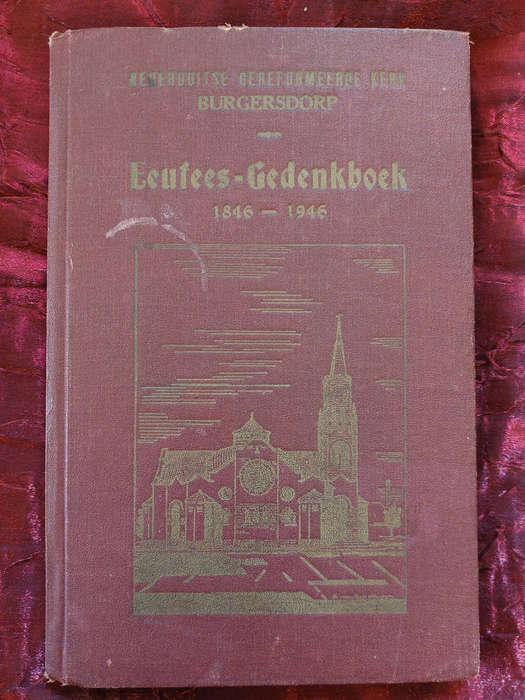 NEDERDUITSE GEREFORMEERDE KERK
BURGERSDORP
Eeufees-Gedenkboek
1846 — 1946